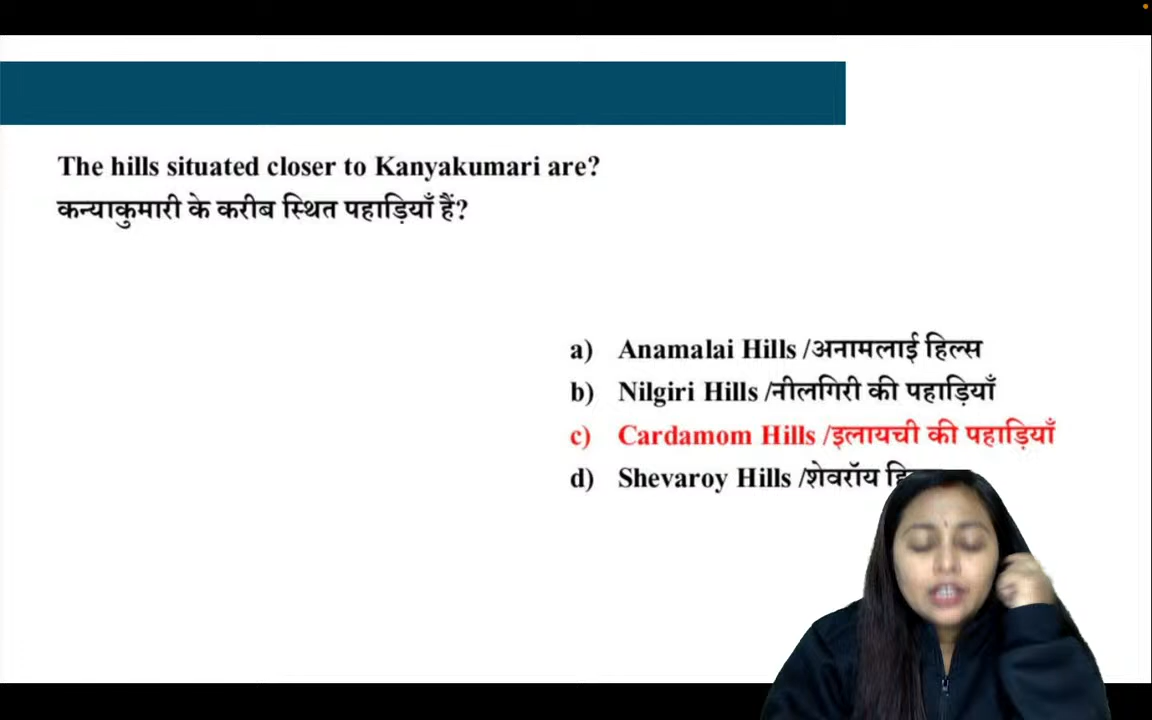 The hills situated closer to Kanyakumari are?
कन्याकुमारी के करीब स्थित पहाड़ियाँ हैं?
a) Anamalai Hills /अनामलाई हिल्स
b) Nilgiri Hills /नीलगिरी की पहाड़ियाँ
c) Cardamom Hills /इलायची की पहाड़ियाँ
d) Shevaroy Hills /शेवरॉय